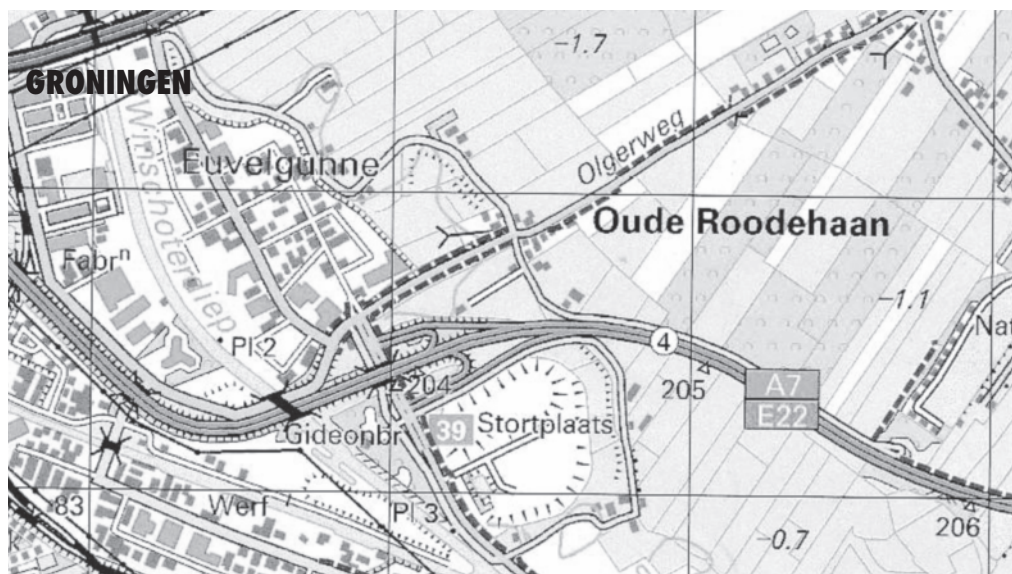 GRONINGEN
-1.7
Winschoterdiep
Euvelgunne
Olgerweg
Oude Roodehaan
Fabrⁿ
-1.1
Nat
Pl 2
4
204
205
A7
E22
39
Stortplaats
Gideonbr
83
Werf
Pl 3
-0.7
206